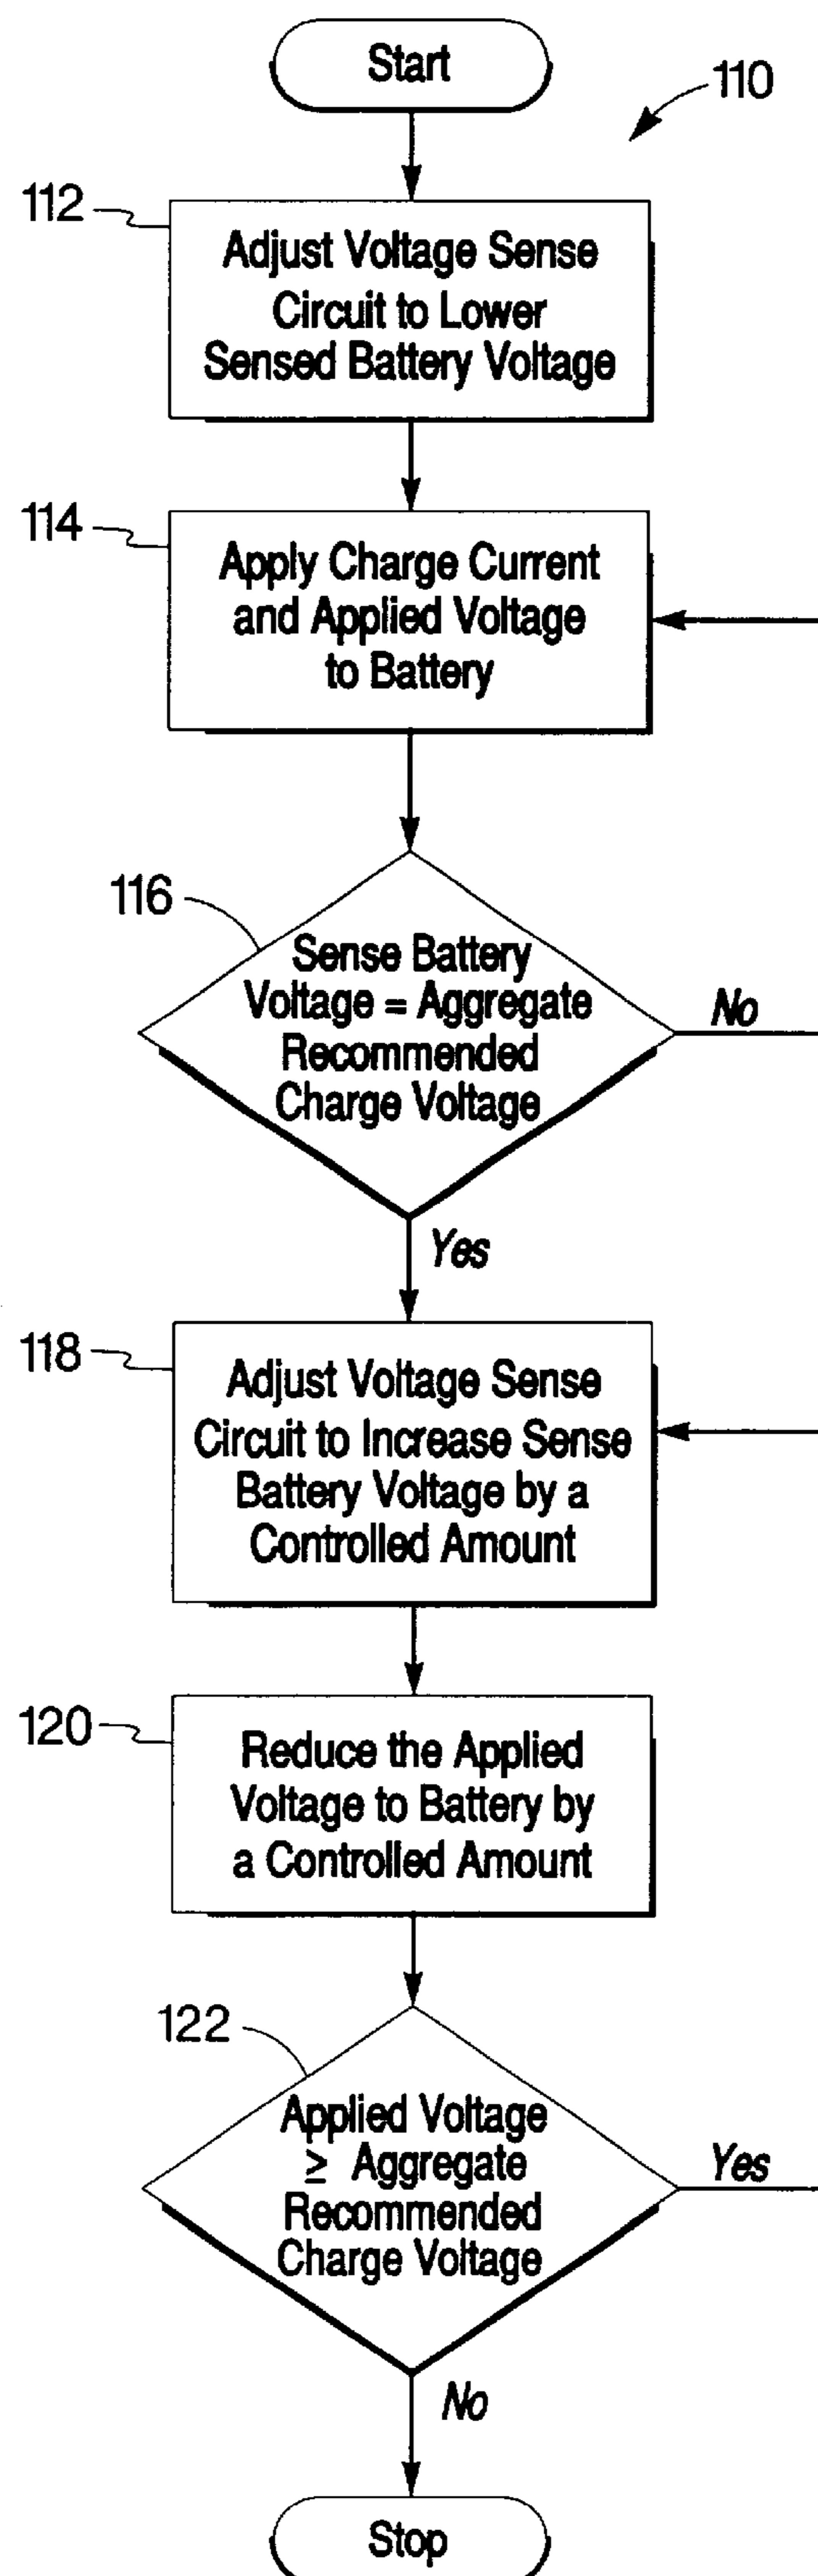 Start
110
112
Adjust Voltage Sense
Circuit to Lower
Sensed Battery Voltage
114
Apply Charge Current
and Applied Voltage
to Battery
116
Sense Battery
Voltage = Aggregate
Recommended
Charge Voltage
No
Yes
118
Adjust Voltage Sense
Circuit to Increase Sense
Battery Voltage by a
Controlled Amount
120
Reduce the Applied
Voltage to Battery by
a Controlled Amount
122
Applied Voltage
≥ Aggregate
Recommended
Charge Voltage
Yes
No
Stop